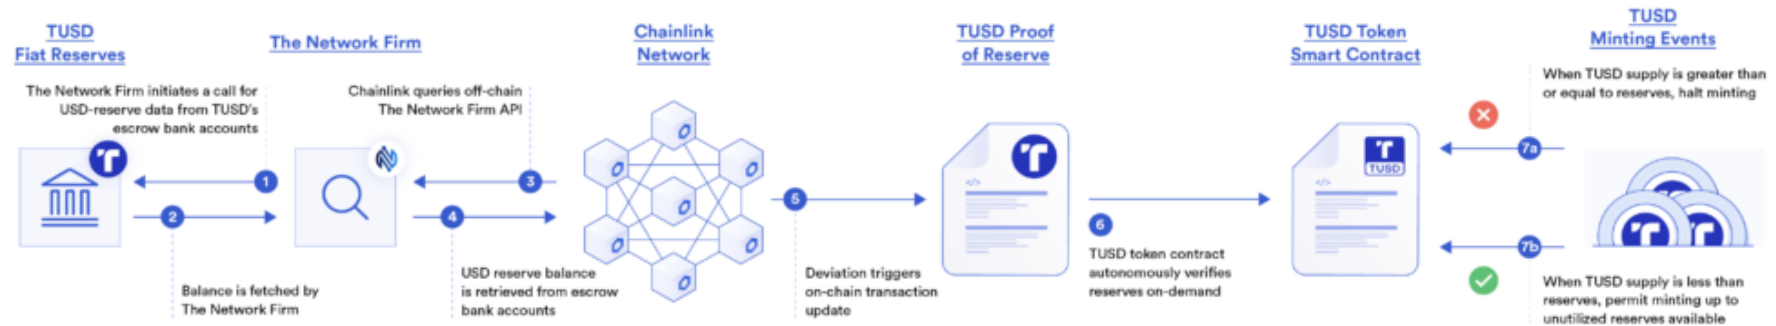 TUSD
Fiat Reserves
The Network Firm initiates a call for
USD-reserve data from TUSD's
escrow bank accounts
1
2
Balance is fetched by
The Network Firm
The Network Firm
Chainlink queries off-chain
The Network Firm API
3
4
USD reserve balance
is retrieved from escrow
bank accounts
Chainlink
Network
5
Deviation triggers
on-chain transaction
update
TUSD Proof
of Reserve
</>
6
TUSD token contract
autonomously verifies
reserves on-demand
TUSD Token
Smart Contract
TUSD
</>
TUSD
Minting Events
When TUSD supply is greater than
or equal to reserves, halt minting
7a
7b
When TUSD supply is less than
reserves, permit minting up to
unutilized reserves available